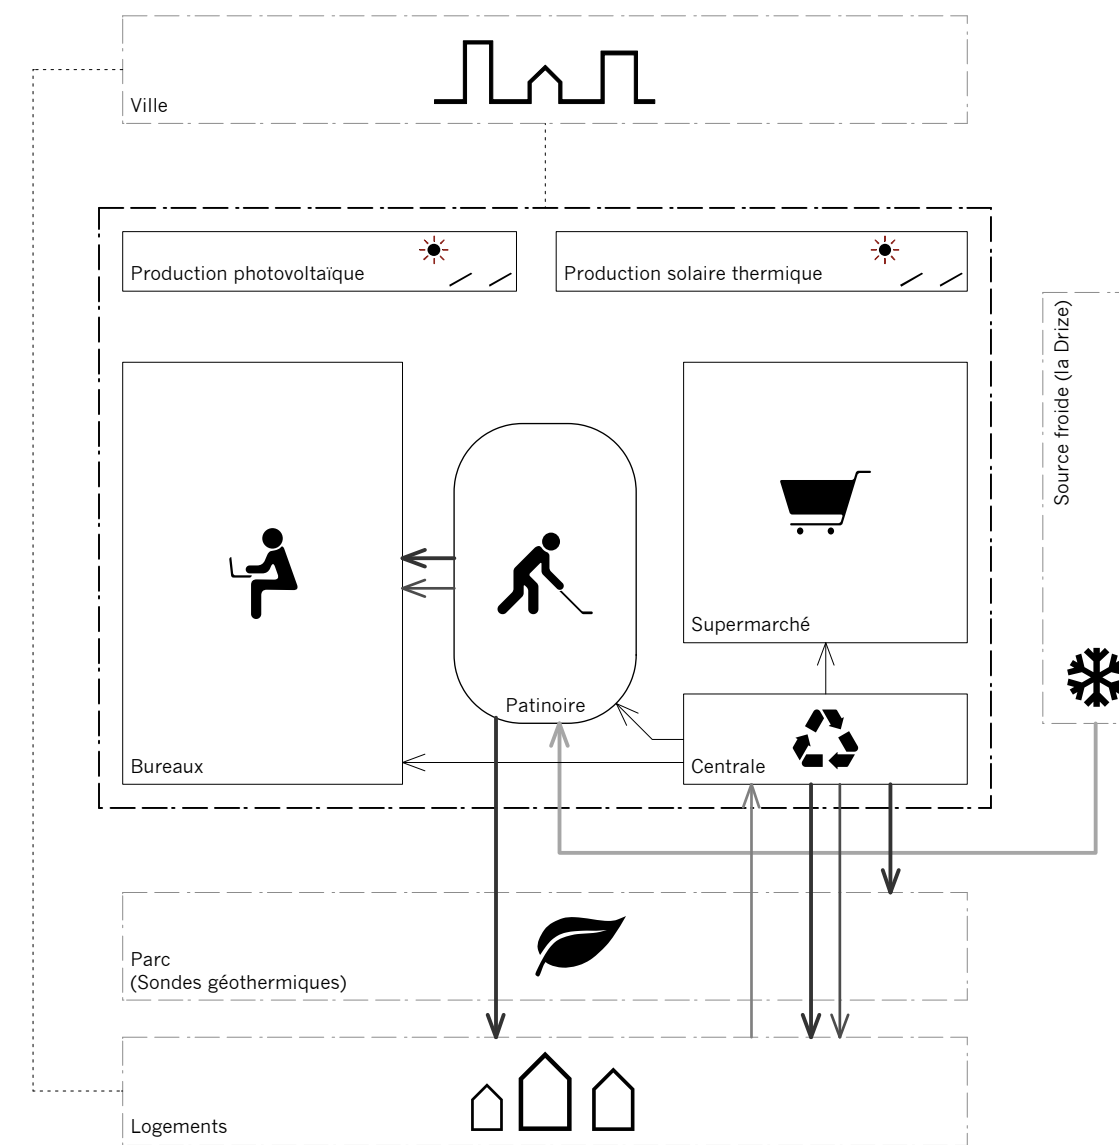 Ville
Production photovoltaïque
Production solaire thermique
Source froide (la Drize)
Supermarché
Patinoire
Bureaux
Centrale
Parc
(Sondes géothermiques)
Logements